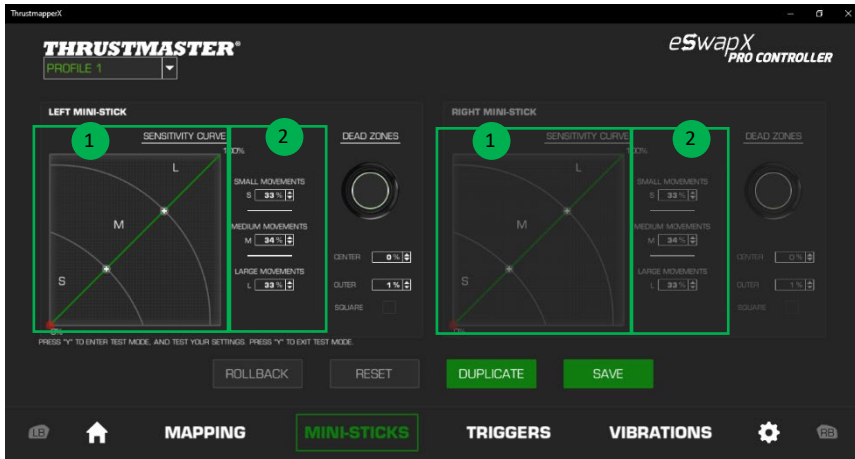 ThrustmapperX
THRUSTMASTER®
PROFILE 1
eSwapX
PRO CONTROLLER
LEFT MINI-STICK
1
SENSITIVITY CURVE
2
DEAD ZONES
100%
L
M
S
0%
SMALL MOVEMENTS
S 33 %
MEDIUM MOVEMENTS
M 34 %
LARGE MOVEMENTS
L 33 %
CENTER 0 %
OUTER 1 %
SQUARE
RIGHT MINI-STICK
1
SENSITIVITY CURVE
2
DEAD ZONES
100%
L
M
S
0%
SMALL MOVEMENTS
S 33 %
MEDIUM MOVEMENTS
M 34 %
LARGE MOVEMENTS
L 33 %
CENTER 0 %
OUTER 1 %
SQUARE
PRESS "Y" TO ENTER TEST MODE, AND TEST YOUR SETTINGS. PRESS "Y" TO EXIT TEST MODE.
ROLLBACK RESET DUPLICATE SAVE
LB MAPPING MINI-STICKS TRIGGERS VIBRATIONS RB